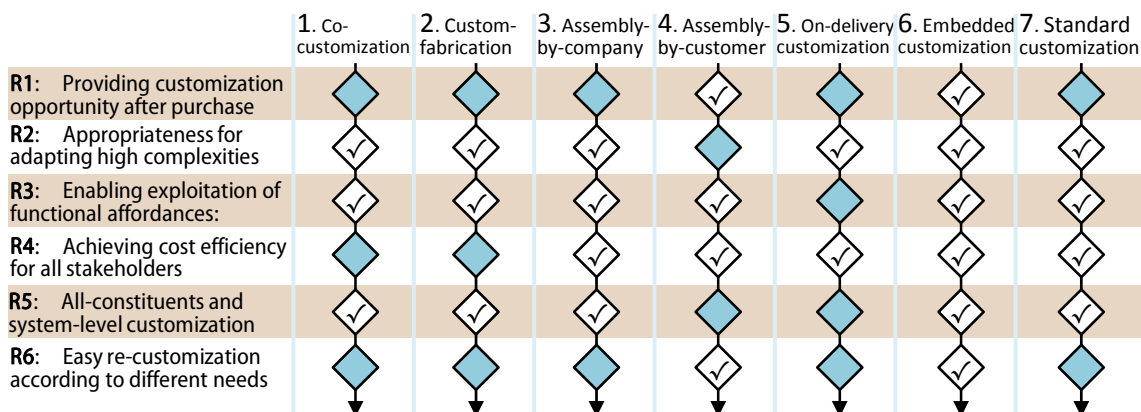 1. Co-
customization
2. Custom-
fabrication
3. Assembly-
by-company
4. Assembly-
by-customer
5. On-delivery
customization
6. Embedded
customization
7. Standard
customization
R1: Providing customization
opportunity after purchase
R2: Appropriateness for
adapting high complexities
R3: Enabling exploitation of
functional affordances:
R4: Achieving cost efficiency
for all stakeholders
R5: All-constituents and
system-level customization
R6: Easy re-customization
according to different needs